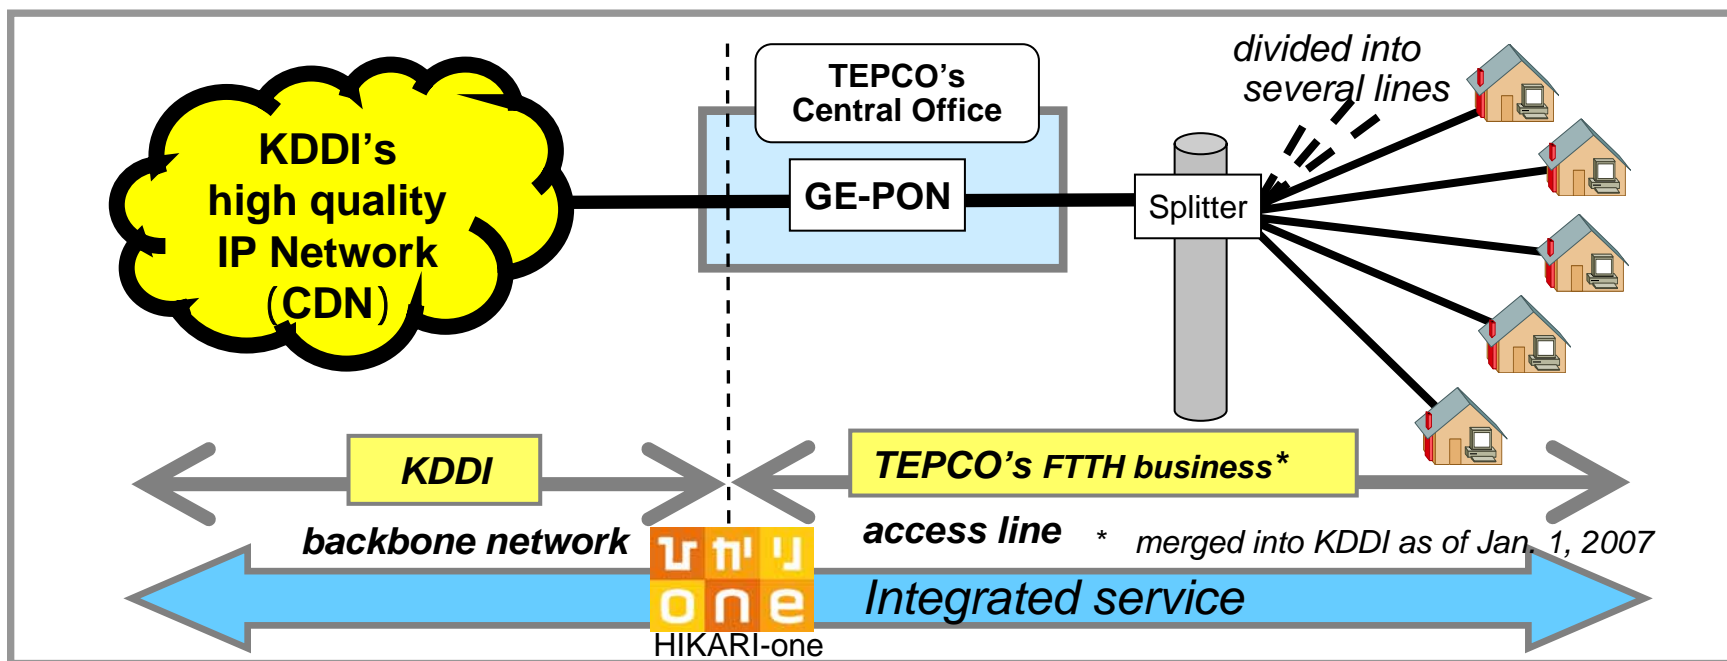 divided into
several lines
TEPCO's
Central Office
KDDI's
high quality
IP Network
(CDN)
GE-PON
Splitter
KDDI
TEPCO's FTTH business*
backbone network
access line
* merged into KDDI as of Jan. 1, 2007
ひかり
one
Integrated service
HIKARI-one